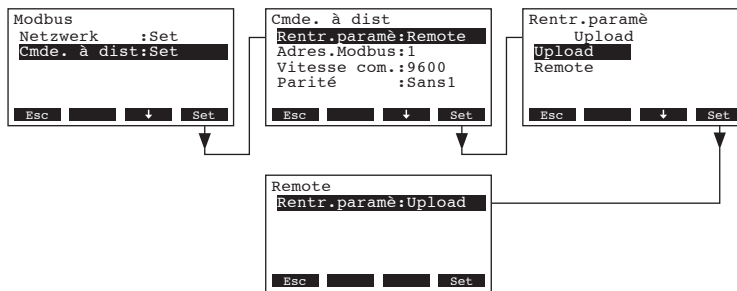 Modbus
Netzwerk :Set
Cmde. à dist:Set
Esc ↓ Set
Cmde. à dist
Rentr.paramè:Remote
Adres.Modbus:1
Vitesse com.:9600
Parité :Sans1
Esc ↓ Set
Rentr.paramè
Upload
Upload
Remote
Esc ↓ Set
Remote
Rentr.paramè:Upload
Esc Set